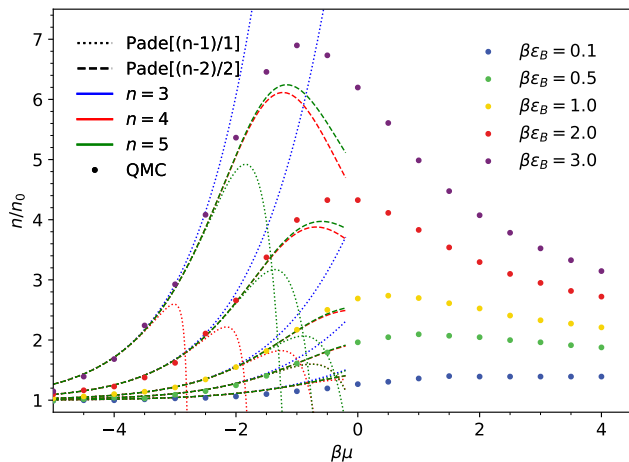 Pade[(n-1)/1]
Pade[(n-2)/2]
n = 3
n = 4
n = 5
QMC
βε_B = 0.1
βε_B = 0.5
βε_B = 1.0
βε_B = 2.0
βε_B = 3.0
n/n_0
7
6
5
4
3
2
1
−4
−2
0
2
4
βμ